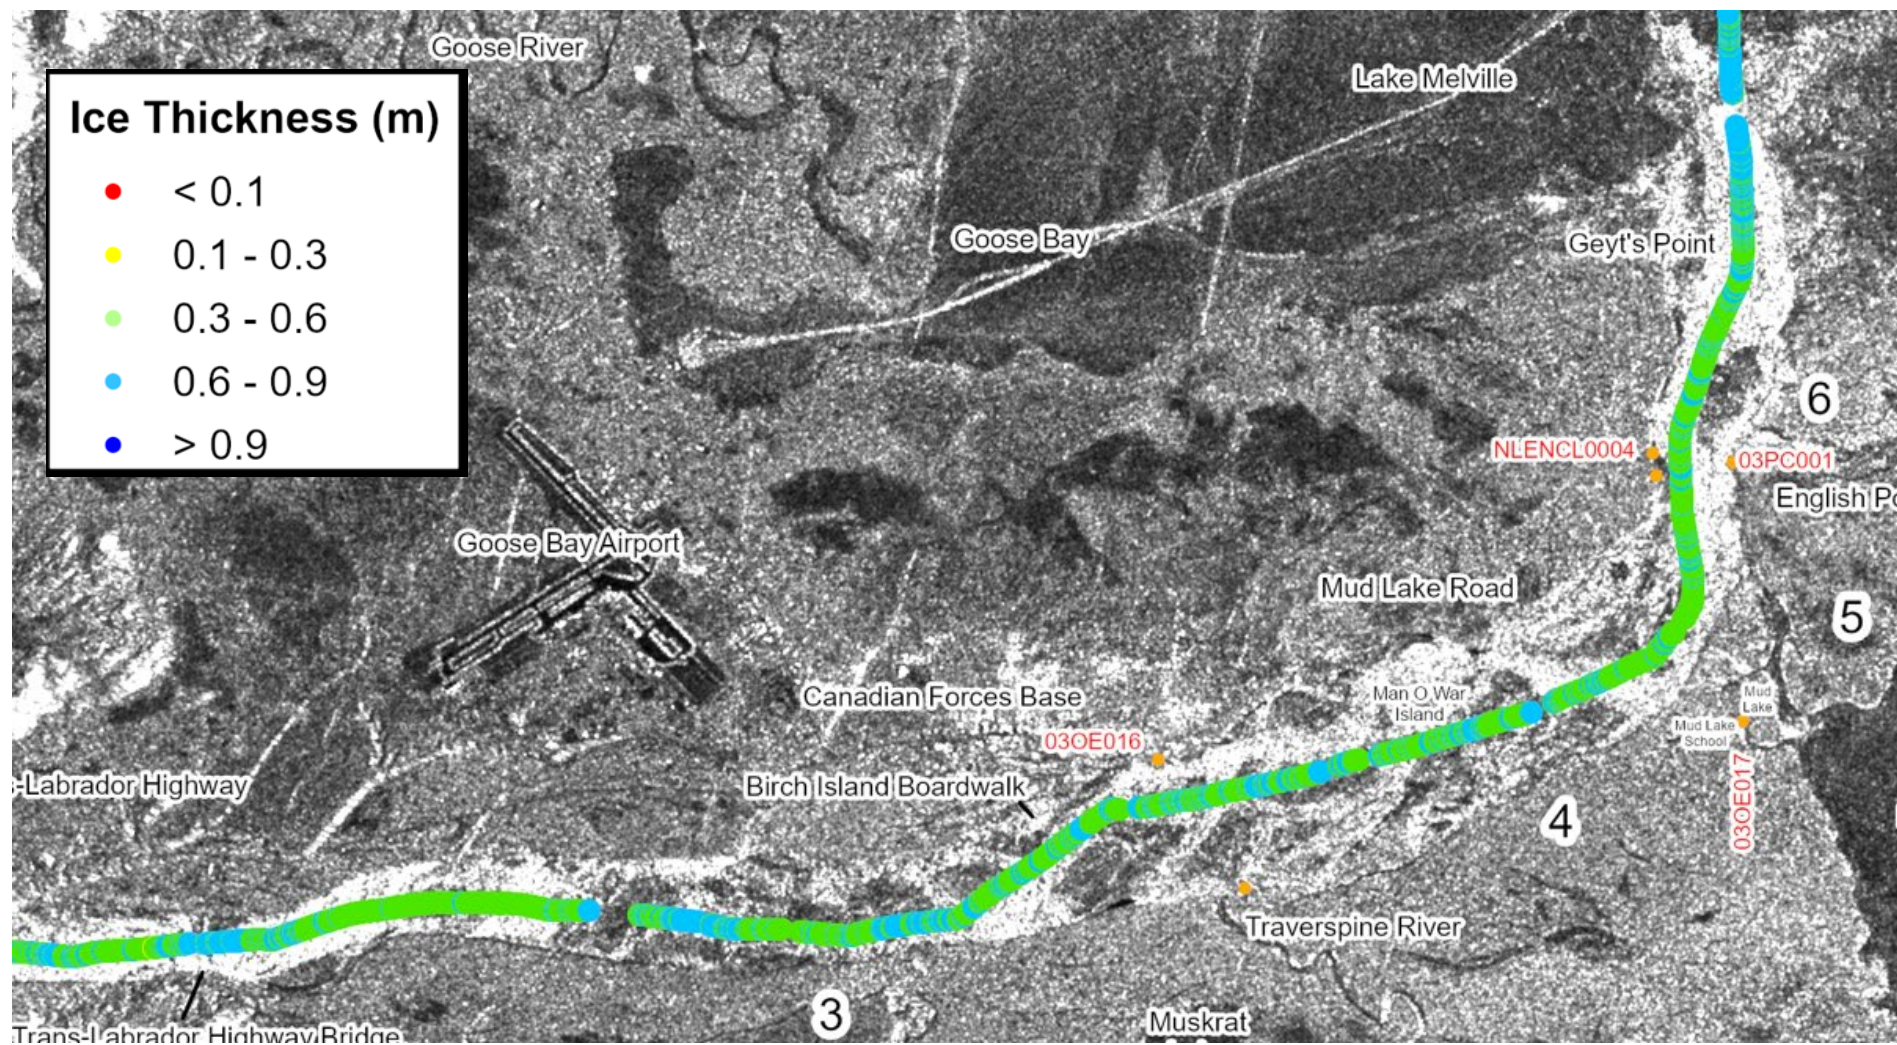 Goose River
Lake Melville
Ice Thickness (m)
< 0.1
0.1 - 0.3
0.3 - 0.6
0.6 - 0.9
> 0.9
Goose Bay
Geyt's Point
6
NLENCL0004
03PC001
English Po
Goose Bay Airport
Mud Lake Road
5
Canadian Forces Base
Man O War
Island
Mud
Lake
Mud Lake
School
03OE016
03OE017
s-Labrador Highway
Birch Island Boardwalk
4
Traverspine River
3
Muskrat
Trans-Labrador Highway Bridge